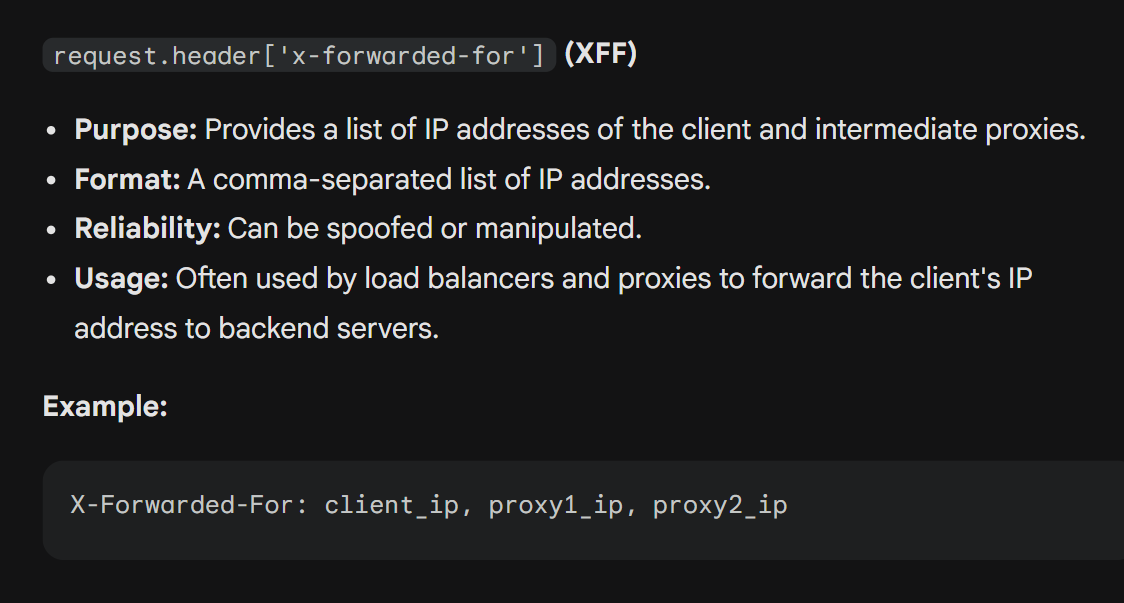 request.header['x-forwarded-for'] (XFF)
• Purpose: Provides a list of IP addresses of the client and intermediate proxies.
• Format: A comma-separated list of IP addresses.
• Reliability: Can be spoofed or manipulated.
• Usage: Often used by load balancers and proxies to forward the client's IP
address to backend servers.
Example:
X-Forwarded-For: client_ip, proxy1_ip, proxy2_ip